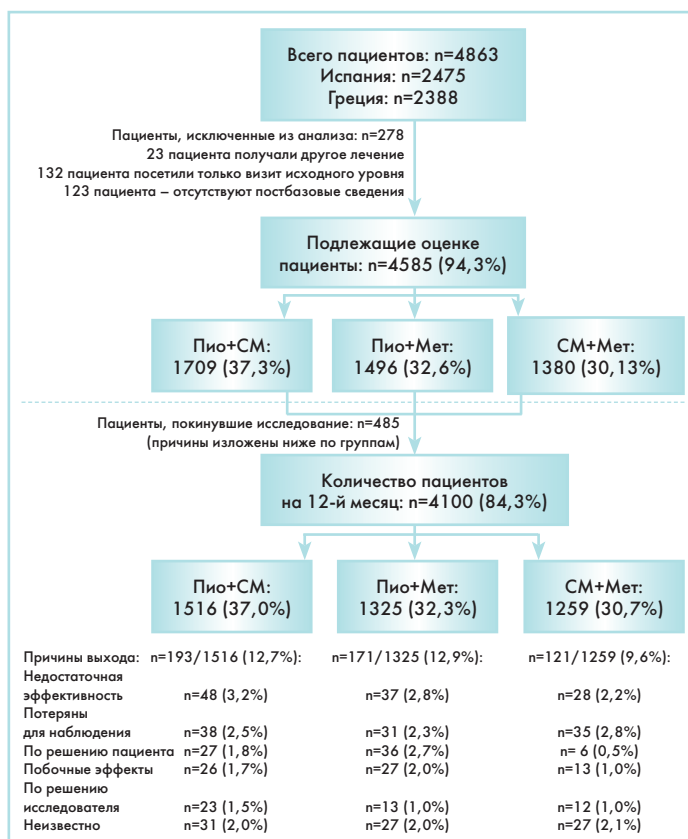 Всего пациентов: n=4863
Испания: n=2475
Греция: n=2388
Пациенты, исключенные из анализа: n=278
23 пациента получали другое лечение
132 пациента посетили только визит исходного уровня
123 пациента – отсутствуют постбазовые сведения
Подлежащие оценке
пациенты: n=4585 (94,3%)
Пио+СМ:
1709 (37,3%)
Пио+Мет:
1496 (32,6%)
СМ+Мет:
1380 (30,13%)
Пациенты, покинувшие исследование: n=485
(причины изложены ниже по группам)
Количество пациентов
на 12-й месяц: n=4100 (84,3%)
Пио+СМ:
1516 (37,0%)
Пио+Мет:
1325 (32,3%)
СМ+Мет:
1259 (30,7%)
Причины выхода: n=193/1516 (12,7%): n=171/1325 (12,9%): n=121/1259 (9,6%):
Недостаточная
эффективность n=48 (3,2%) n=37 (2,8%) n=28 (2,2%)
Потеряны
для наблюдения n=38 (2,5%) n=31 (2,3%) n=35 (2,8%)
По решению пациента n=27 (1,8%) n=36 (2,7%) n= 6 (0,5%)
Побочные эффекты n=26 (1,7%) n=27 (2,0%) n=13 (1,0%)
По решению
исследователя n=23 (1,5%) n=13 (1,0%) n=12 (1,0%)
Неизвестно n=31 (2,0%) n=27 (2,0%) n=27 (2,1%)